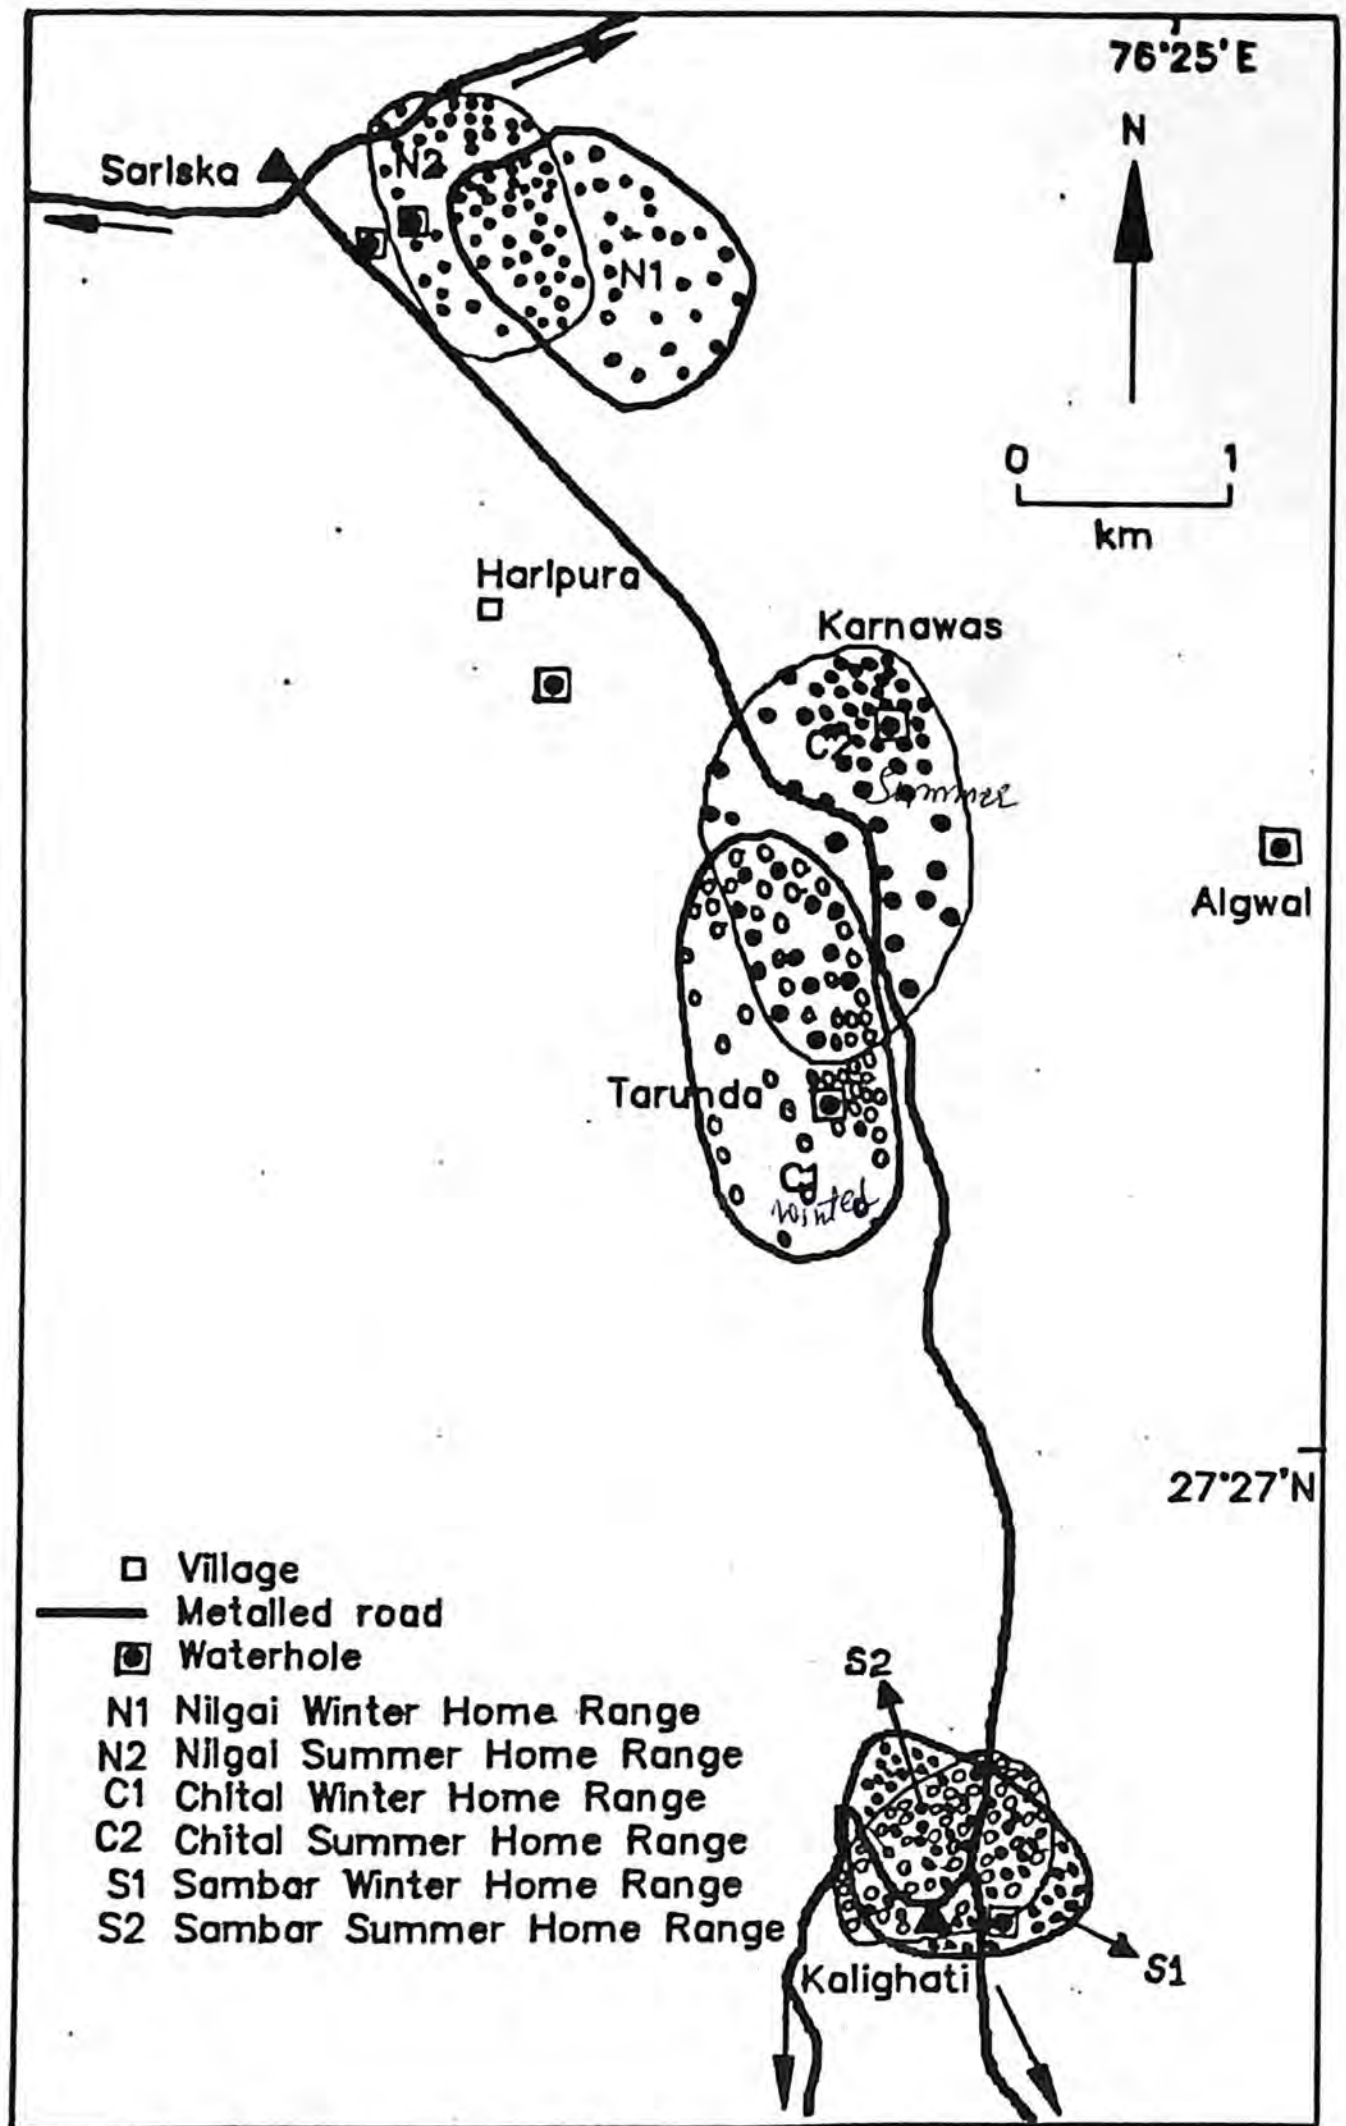 76°25'E
N
Sariska
N2
N1
0 1
km
Haripura
Karnawas
C2
Summer
Algwal
Tarunda
C1
winter
27°27'N
Village
Metalled road
Waterhole
N1 Nilgai Winter Home Range
N2 Nilgai Summer Home Range
C1 Chital Winter Home Range
C2 Chital Summer Home Range
S1 Sambar Winter Home Range
S2 Sambar Summer Home Range
S2
S1
Kalighati